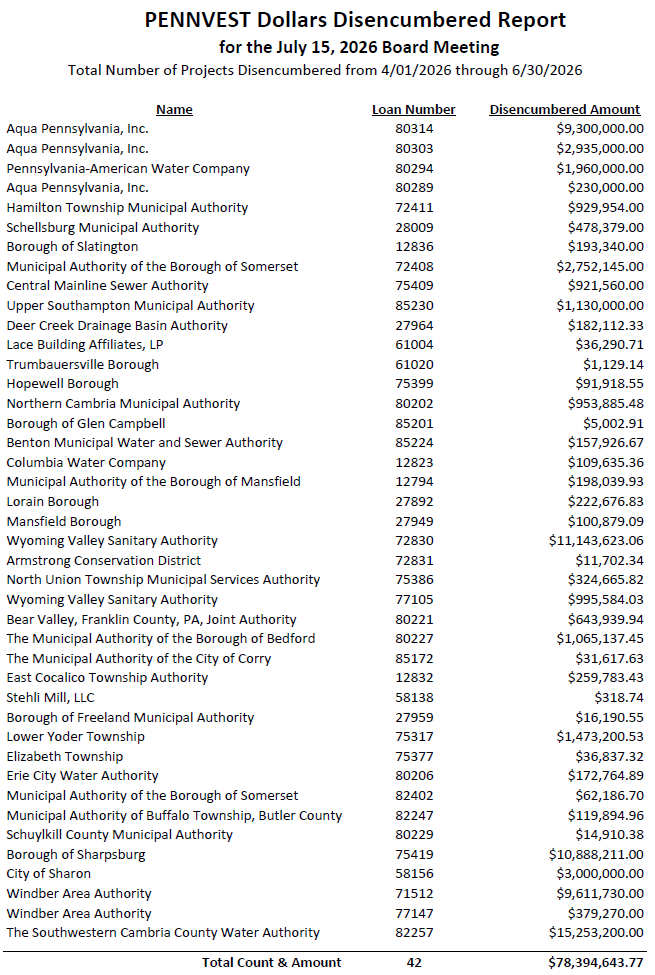 PENNVEST Dollars Disencumbered Report
for the July 15, 2026 Board Meeting
Total Number of Projects Disencumbered from 4/01/2026 through 6/30/2026
Name Loan Number Disencumbered Amount
Aqua Pennsylvania, Inc. 80314 $9,300,000.00
Aqua Pennsylvania, Inc. 80303 $2,935,000.00
Pennsylvania-American Water Company 80294 $1,960,000.00
Aqua Pennsylvania, Inc. 80289 $230,000.00
Hamilton Township Municipal Authority 72411 $929,954.00
Schellsburg Municipal Authority 28009 $478,379.00
Borough of Slatington 12836 $193,340.00
Municipal Authority of the Borough of Somerset 72408 $2,752,145.00
Central Mainline Sewer Authority 75409 $921,560.00
Upper Southampton Municipal Authority 85230 $1,130,000.00
Deer Creek Drainage Basin Authority 27964 $182,112.33
Lace Building Affiliates, LP 61004 $36,290.71
Trumbauersville Borough 61020 $1,129.14
Hopewell Borough 75399 $91,918.55
Northern Cambria Municipal Authority 80202 $953,885.48
Borough of Glen Campbell 85201 $5,002.91
Benton Municipal Water and Sewer Authority 85224 $157,926.67
Columbia Water Company 12823 $109,635.36
Municipal Authority of the Borough of Mansfield 12794 $198,039.93
Lorain Borough 27892 $222,676.83
Mansfield Borough 27949 $100,879.09
Wyoming Valley Sanitary Authority 72830 $11,143,623.06
Armstrong Conservation District 72831 $11,702.34
North Union Township Municipal Services Authority 75386 $324,665.82
Wyoming Valley Sanitary Authority 77105 $995,584.03
Bear Valley, Franklin County, PA, Joint Authority 80221 $643,939.94
The Municipal Authority of the Borough of Bedford 80227 $1,065,137.45
The Municipal Authority of the City of Corry 85172 $31,617.63
East Cocalico Township Authority 12832 $259,783.43
Stehli Mill, LLC 58138 $318.74
Borough of Freeland Municipal Authority 27959 $16,190.55
Lower Yoder Township 75317 $1,473,200.53
Elizabeth Township 75377 $36,837.32
Erie City Water Authority 80206 $172,764.89
Municipal Authority of the Borough of Somerset 82402 $62,186.70
Municipal Authority of Buffalo Township, Butler County 82247 $119,894.96
Schuylkill County Municipal Authority 80229 $14,910.38
Borough of Sharpsburg 75419 $10,888,211.00
City of Sharon 58156 $3,000,000.00
Windber Area Authority 71512 $9,611,730.00
Windber Area Authority 77147 $379,270.00
The Southwestern Cambria County Water Authority 82257 $15,253,200.00
Total Count & Amount 42 $78,394,643.77